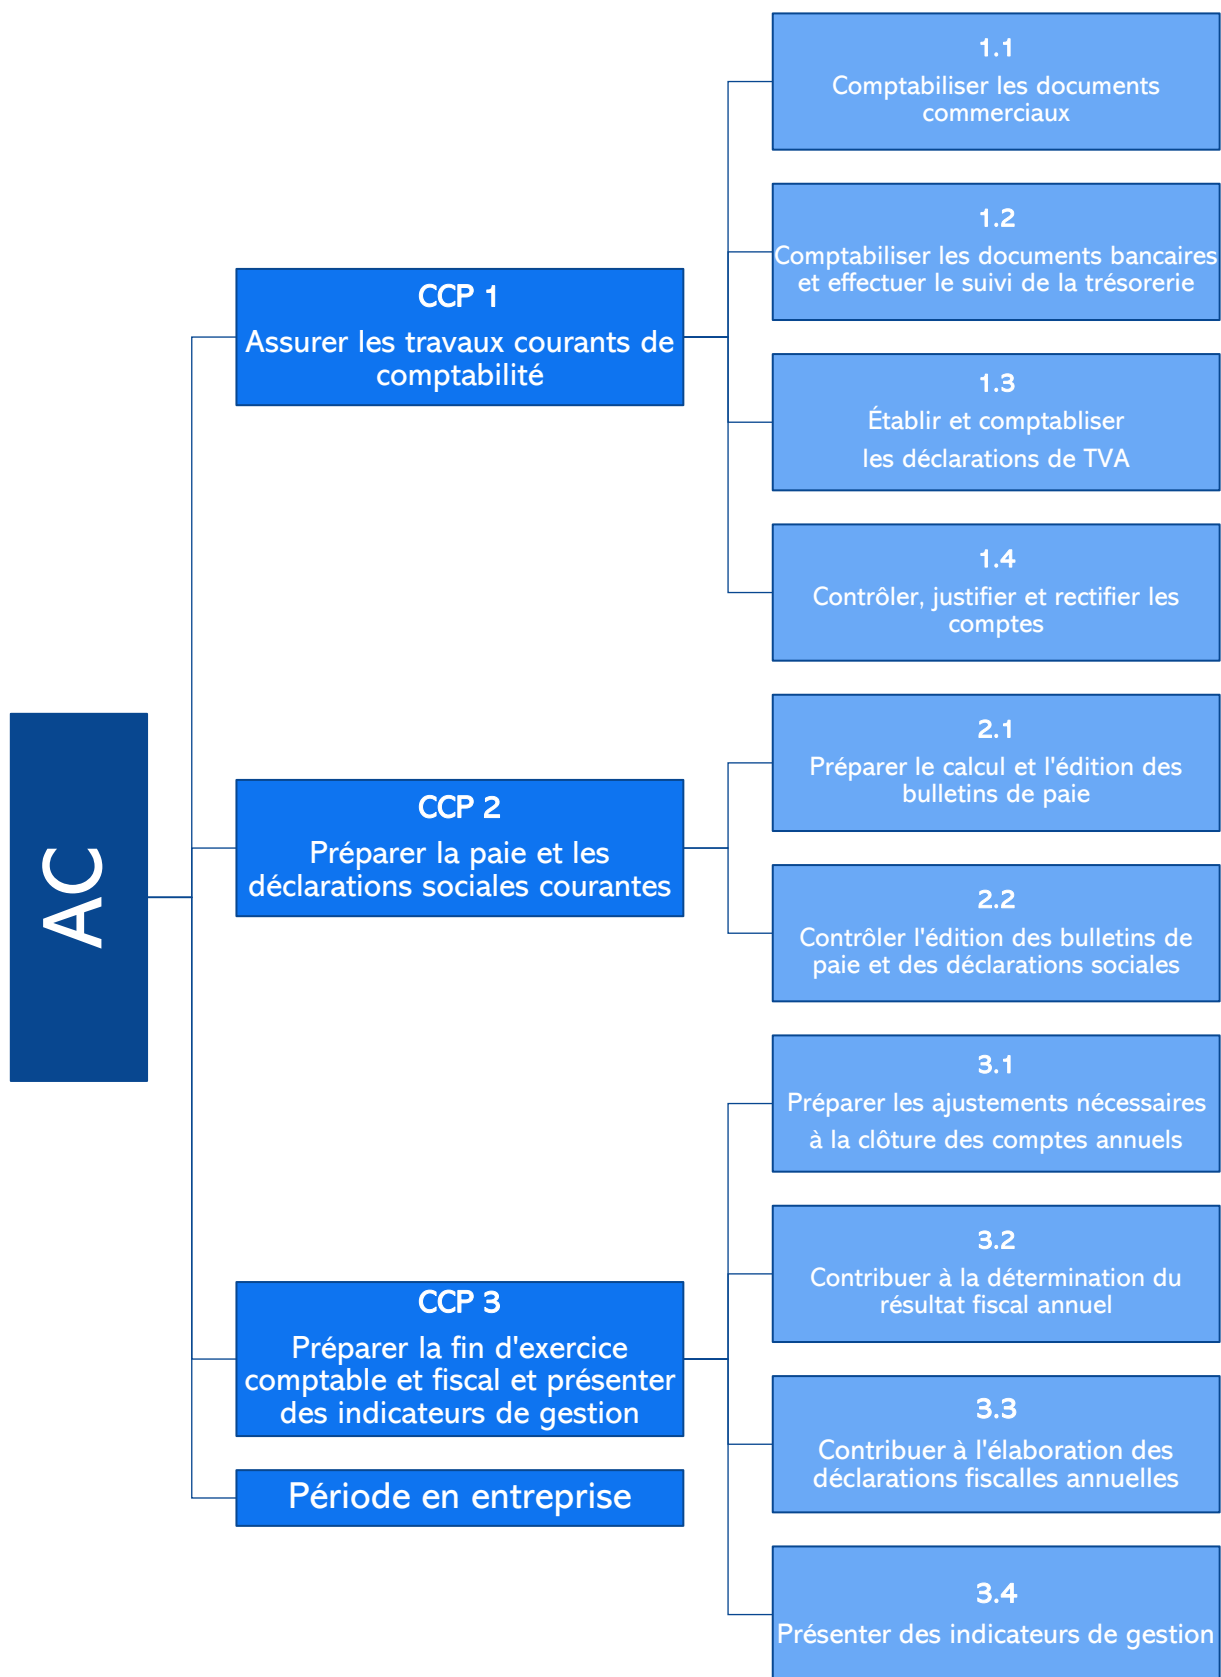 AC
CCP 1
Assurer les travaux courants de
comptabilité
1.1
Comptabiliser les documents
commerciaux
1.2
Comptabiliser les documents bancaires
et effectuer le suivi de la trésorerie
1.3
Établir et comptabliser
les déclarations de TVA
1.4
Contrôler, justifier et rectifier les
comptes
CCP 2
Préparer la paie et les
déclarations sociales courantes
2.1
Préparer le calcul et l'édition des
bulletins de paie
2.2
Contrôler l'édition des bulletins de
paie et des déclarations sociales
CCP 3
Préparer la fin d'exercice
comptable et fiscal et présenter
des indicateurs de gestion
3.1
Préparer les ajustements nécessaires
à la clôture des comptes annuels
3.2
Contribuer à la détermination du
résultat fiscal annuel
3.3
Contribuer à l'élaboration des
déclarations fiscalles annuelles
3.4
Présenter des indicateurs de gestion
Période en entreprise